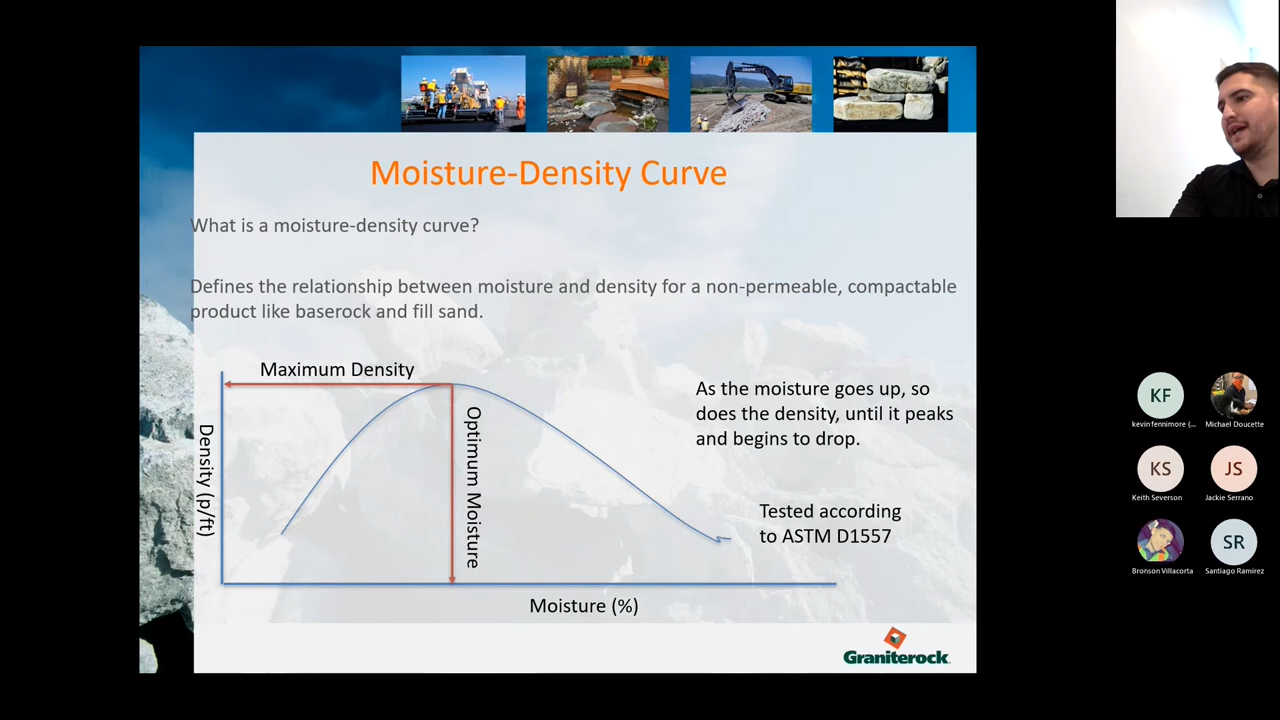 Moisture-Density Curve
What is a moisture-density curve?
Defines the relationship between moisture and density for a non-permeable, compactable
product like baserock and fill sand.
Maximum Density
Density (p/ft)
Optimum Moisture
As the moisture goes up, so
does the density, until it peaks
and begins to drop.
Tested according
to ASTM D1557
Moisture (%)
Graniterock
KF
kevin fennimore (...
Michael Doucette
KS
Keith Severson
JS
Jackie Serrano
Bronson Villacorta
SR
Santiago Ramirez